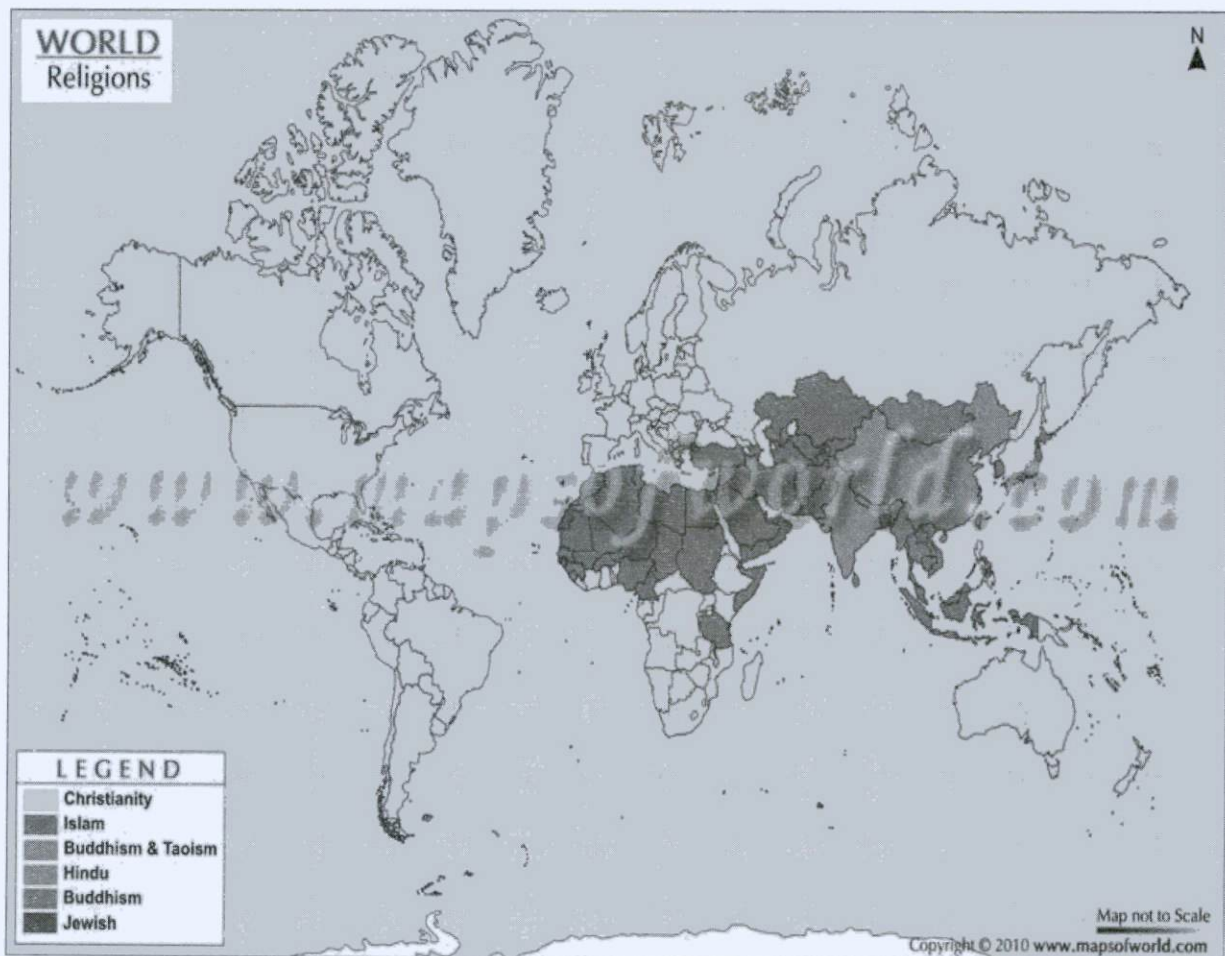 WORLD
Religions
N
www.mapsofworld.com
LEGEND
Christianity
Islam
Buddhism & Taoism
Hindu
Buddhism
Jewish
Map not to Scale
Copyright © 2010 www.mapsofworld.com